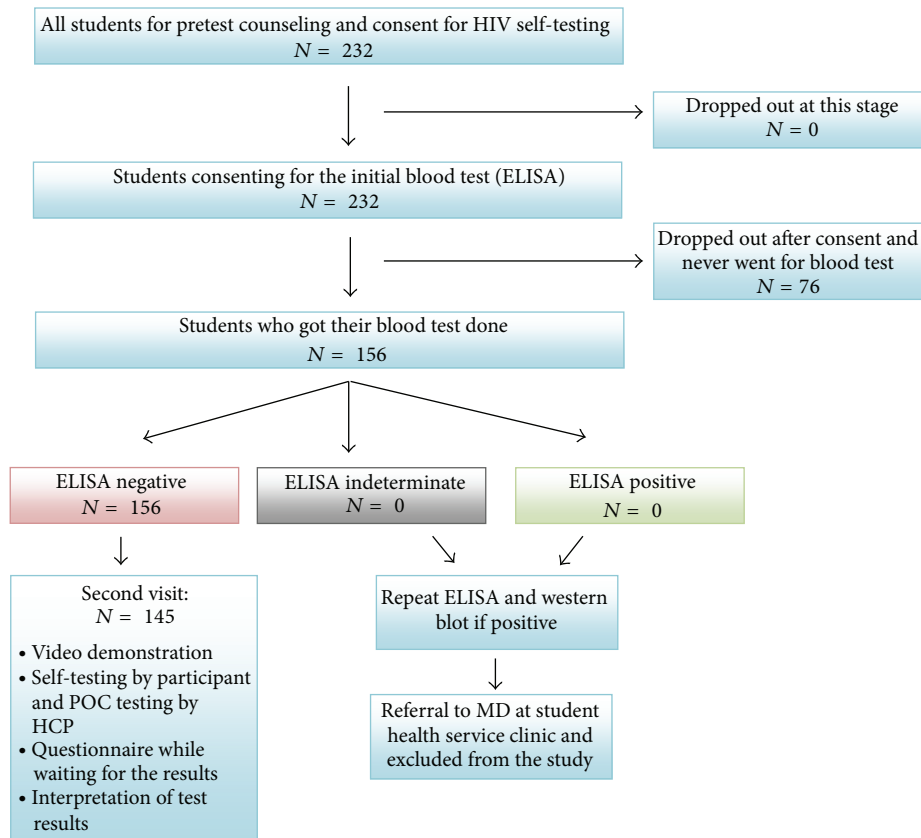 All students for pretest counseling and consent for HIV self-testing
N = 232
Dropped out at this stage
N = 0
Students consenting for the initial blood test (ELISA)
N = 232
Dropped out after consent and
never went for blood test
N = 76
Students who got their blood test done
N = 156
ELISA negative
N = 156
ELISA indeterminate
N = 0
ELISA positive
N = 0
Second visit:
N = 145
• Video demonstration
• Self-testing by participant
and POC testing by
HCP
• Questionnaire while
waiting for the results
• Interpretation of test
results
Repeat ELISA and western
blot if positive
Referral to MD at student
health service clinic and
excluded from the study